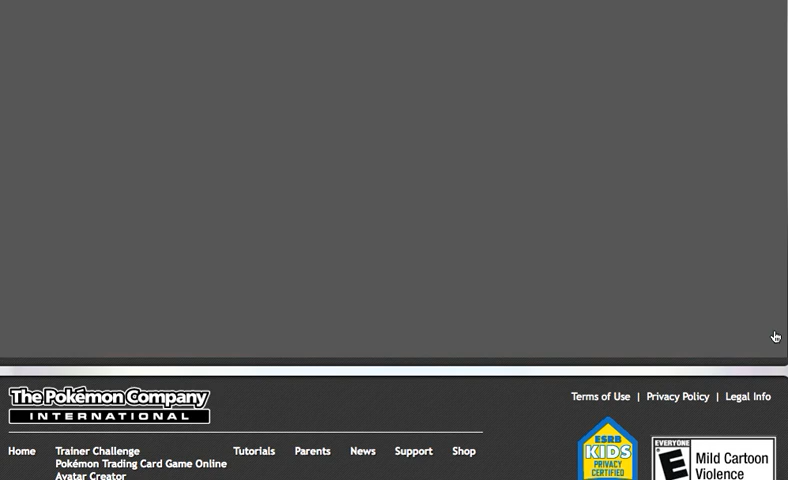 The Pokémon Company
INTERNATIONAL
Terms of Use | Privacy Policy | Legal Info
Home
Trainer Challenge
Pokémon Trading Card Game Online
Avatar Creator
Tutorials
Parents
News
Support
Shop
ESRB
KIDS
PRIVACY
CERTIFIED
EVERYONE
E
Mild Cartoon
Violence